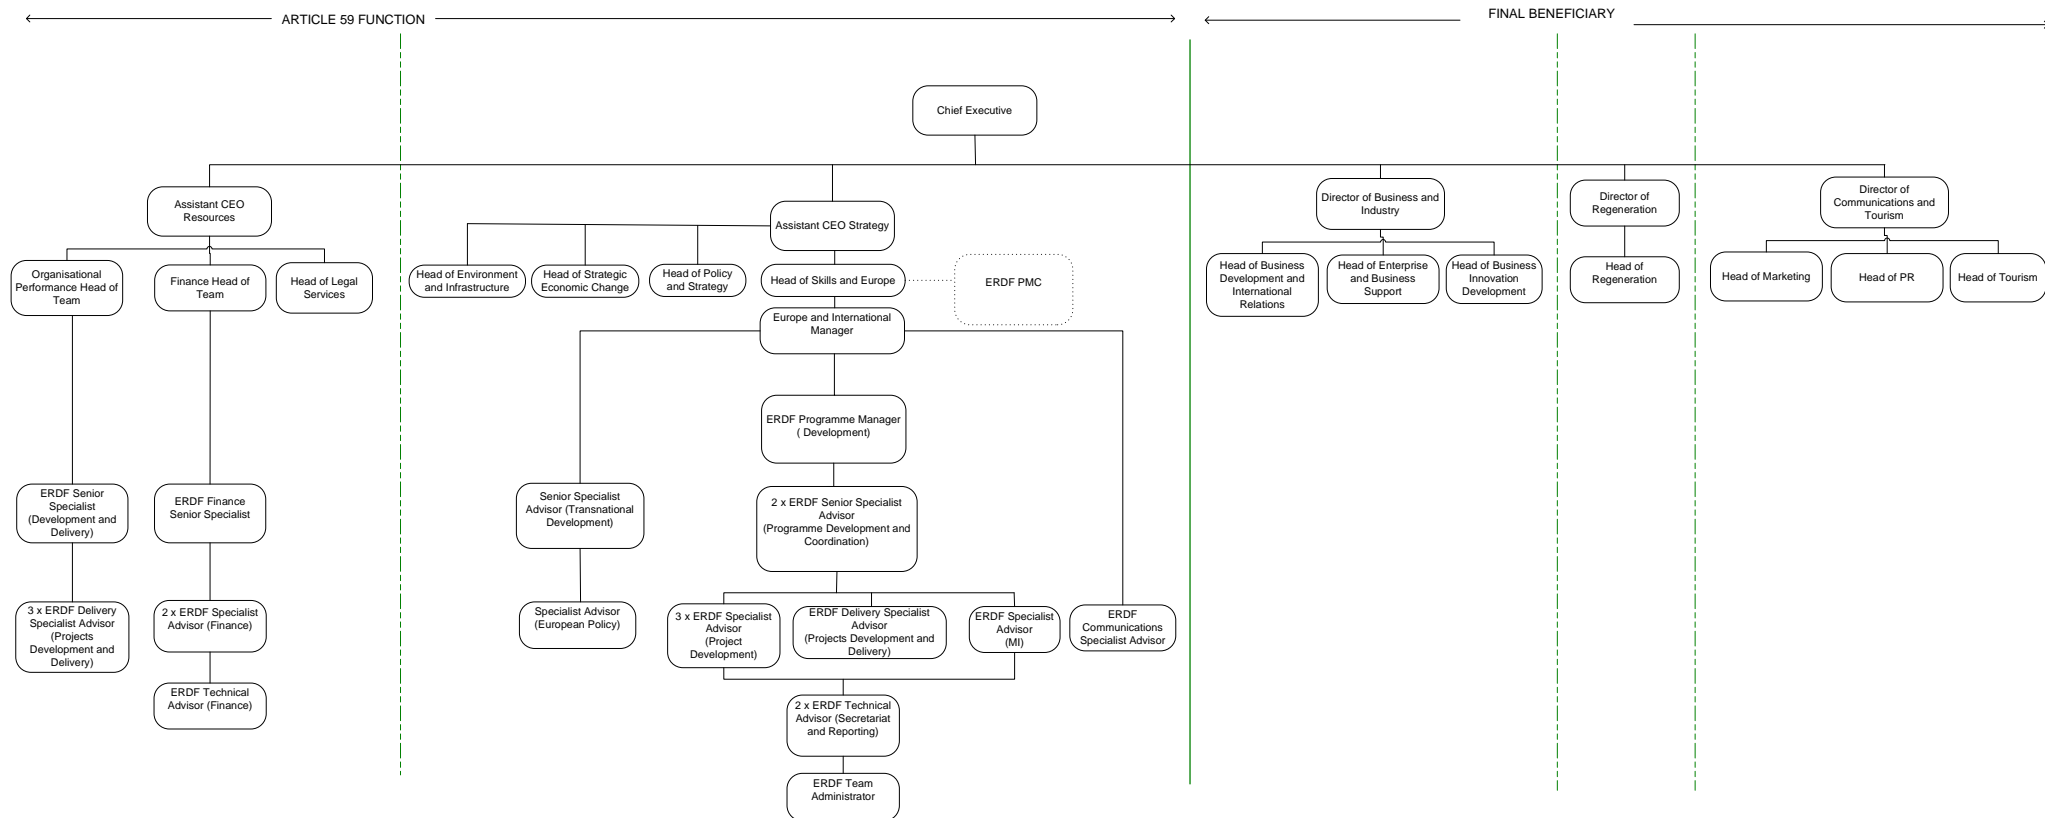 ARTICLE 59 FUNCTION
FINAL BENEFICIARY
Chief Executive
Assistant CEO
Resources
Assistant CEO Strategy
Director of Business and
Industry
Director of
Regeneration
Director of
Communications and
Tourism
Organisational
Performance Head of
Team
Finance Head of
Team
Head of Legal
Services
Head of Environment
and Infrastructure
Head of Strategic
Economic Change
Head of Policy
and Strategy
Head of Skills and Europe
ERDF PMC
Head of Business
Development and
International
Relations
Head of Enterprise
and Business
Support
Head of Business
Innovation
Development
Head of
Regeneration
Head of Marketing
Head of PR
Head of Tourism
Europe and International
Manager
ERDF Programme Manager
( Development)
ERDF Senior
Specialist
(Development and
Delivery)
ERDF Finance
Senior Specialist
Senior Specialist
Advisor (Transnational
Development)
2 x ERDF Senior Specialist
Advisor
(Programme Development and
Coordination)
3 x ERDF Delivery
Specialist Advisor
(Projects
Development and
Delivery)
2 x ERDF Specialist
Advisor (Finance)
Specialist Advisor
(European Policy)
3 x ERDF Specialist
Advisor
(Project
Development)
ERDF Delivery Specialist
Advisor
(Projects Development and
Delivery)
ERDF Specialist
Advisor
(MI)
ERDF
Communications
Specialist Advisor
ERDF Technical
Advisor (Finance)
2 x ERDF Technical
Advisor (Secretariat
and Reporting)
ERDF Team
Administrator